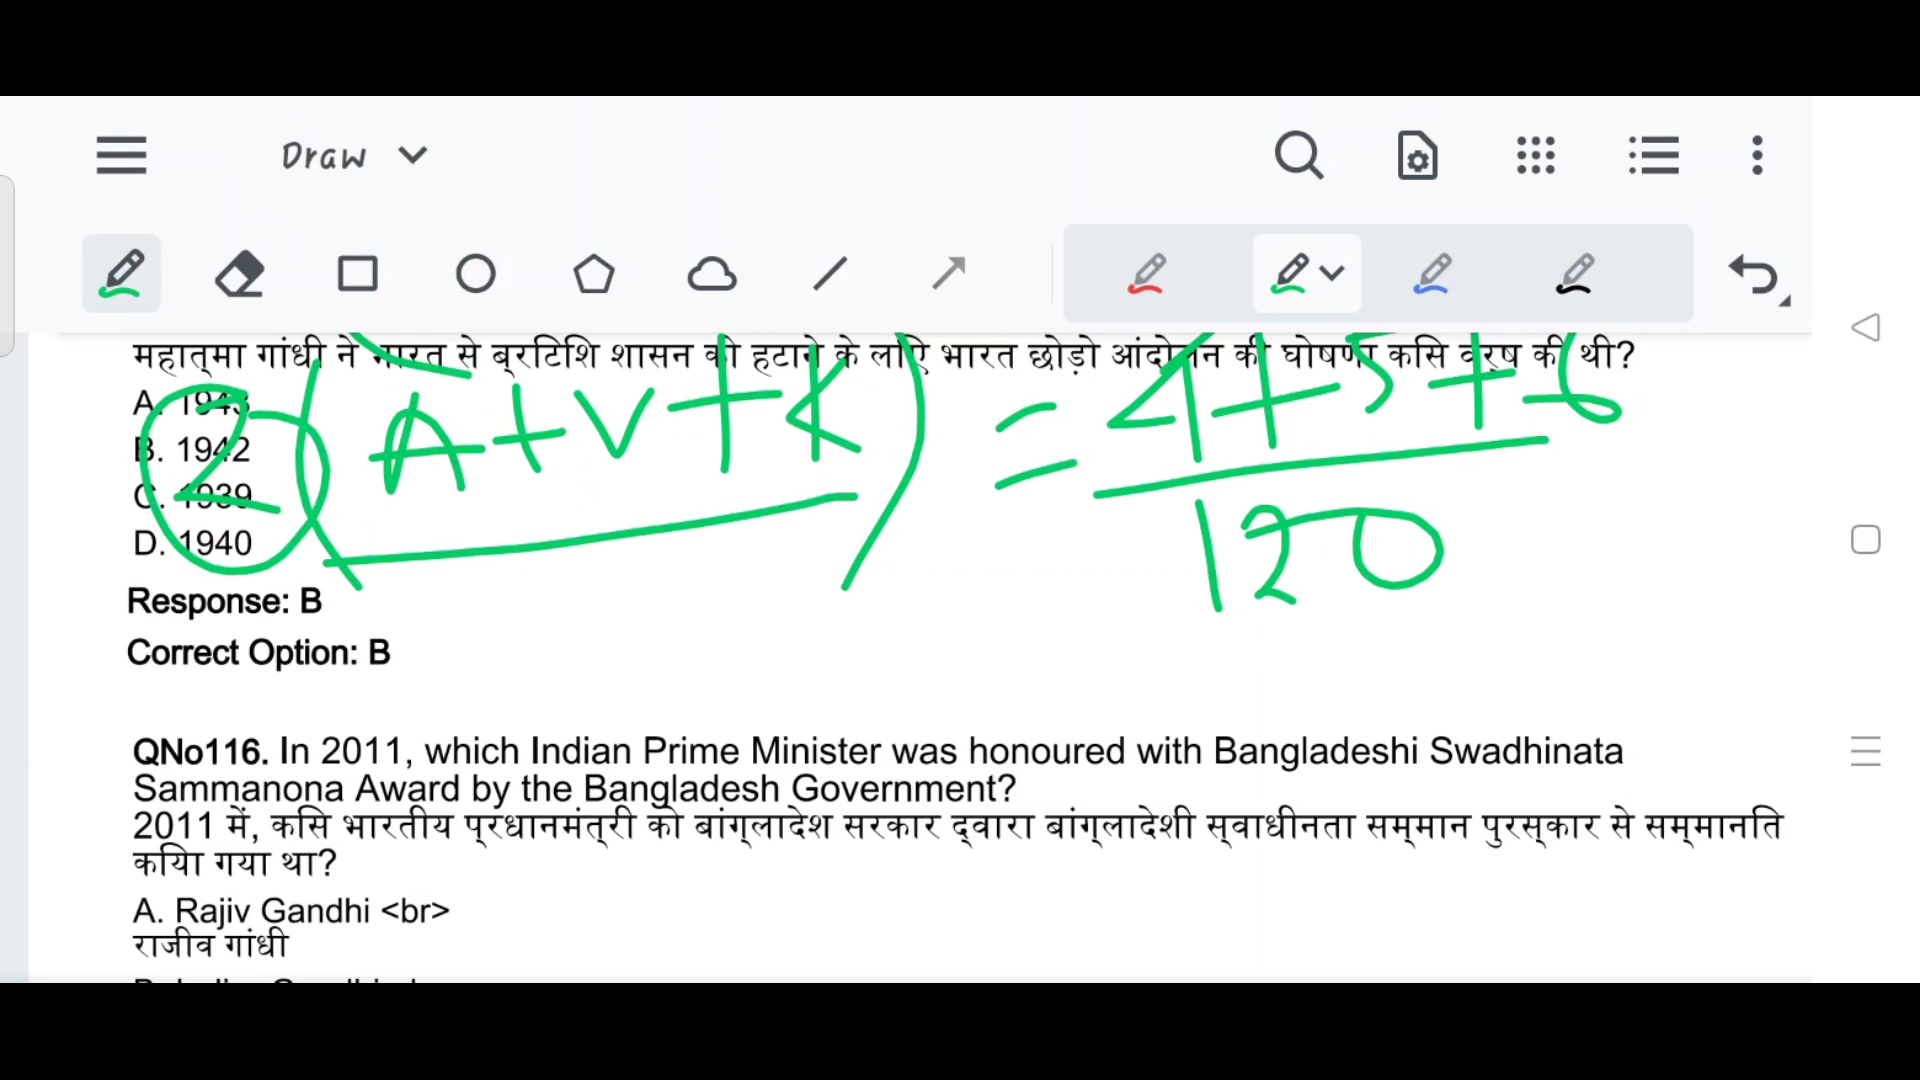 Draw
महात्मा गांधी ने भारत से ब्रिटिश शासन को हटाने के लिए भारत छोड़ो आंदोलन की घोषणा किस वर्ष की थी?
A. 1943
B. 1942
C. 1939
D. 1940
2(A+V+K) = 4+5+6
120
Response: B
Correct Option: B
QNo116. In 2011, which Indian Prime Minister was honoured with Bangladeshi Swadhinata
Sammanona Award by the Bangladesh Government?
2011 में, किस भारतीय प्रधानमंत्री को बांग्लादेश सरकार द्वारा बांग्लादेशी स्वाधीनता सम्मान पुरस्कार से सम्मानित
किया गया था?
A. Rajiv Gandhi <br>
राजीव गांधी